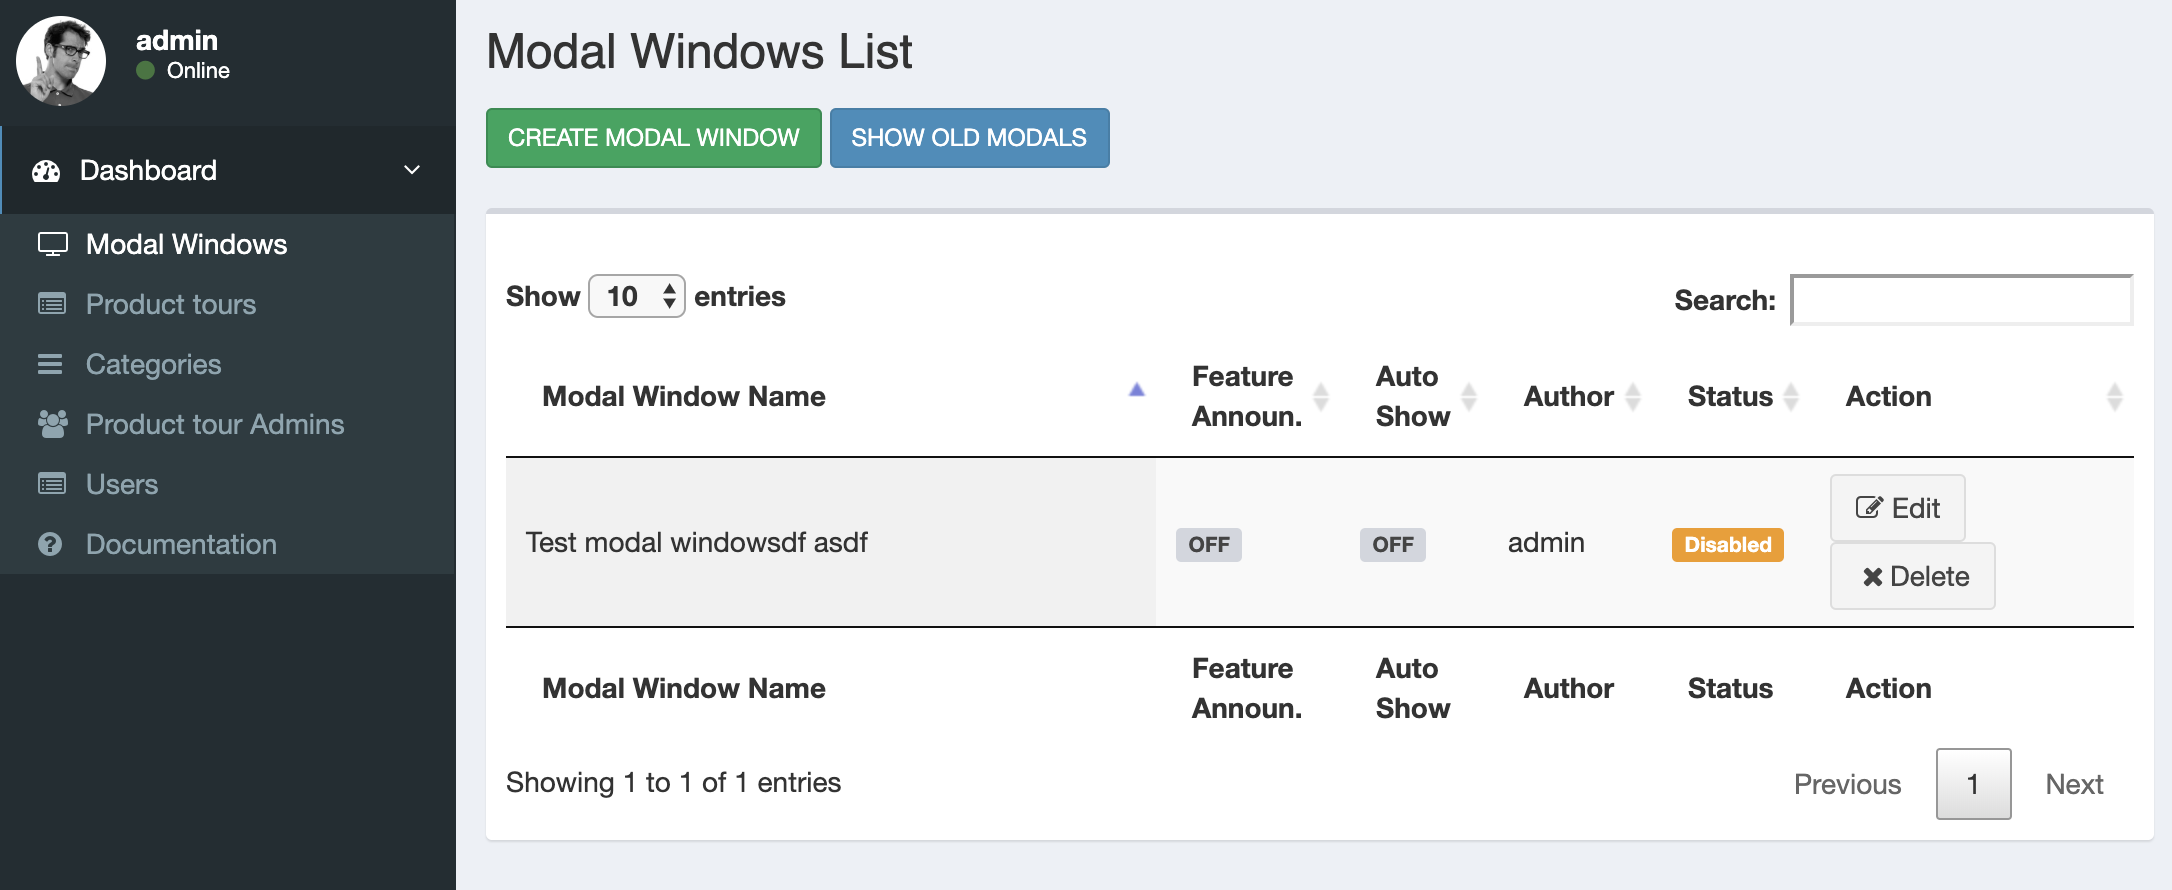 admin
Online
Dashboard
Modal Windows
Product tours
Categories
Product tour Admins
Users
Documentation
Modal Windows List
CREATE MODAL WINDOW SHOW OLD MODALS
Show 10 entries
Search:
Modal Window Name Feature Announ. Auto Show Author Status Action
Test modal windowsdf asdf OFF OFF admin Disabled Edit
Delete
Modal Window Name Feature Announ. Auto Show Author Status Action
Showing 1 to 1 of 1 entries
Previous 1 Next